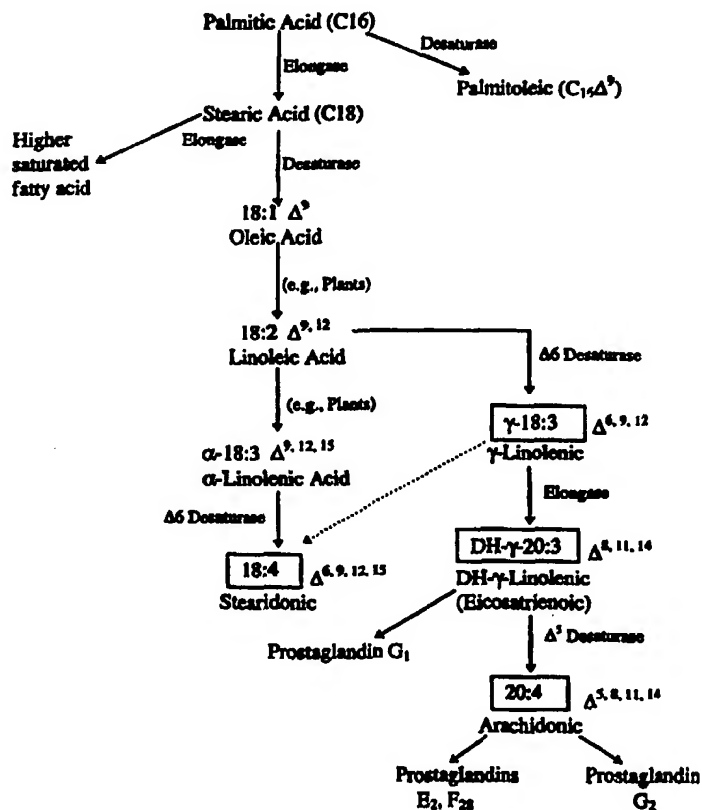 Palmitic Acid (C16)
Desaturase
Elongase
Palmitoleic (C₁₅Δ⁹)
Stearic Acid (C18)
Elongase
Higher
saturated
fatty acid
Desaturase
18:1 Δ⁹
Oleic Acid
(e.g., Plants)
18:2 Δ⁹, ¹²
Linoleic Acid
Δ6 Desaturase
(e.g., Plants)
γ-18:3 Δ⁶, ⁹, ¹²
γ-Linolenic
α-18:3 Δ⁹, ¹², ¹⁵
α-Linolenic Acid
Elongase
Δ6 Desaturase
DH-γ-20:3 Δ⁸, ¹¹, ¹⁴
DH-γ-Linolenic
(Eicosatrienoic)
18:4 Δ⁶, ⁹, ¹², ¹⁵
Stearidonic
Prostaglandin G₁
Δ⁵ Desaturase
20:4 Δ⁵, ⁸, ¹¹, ¹⁴
Arachidonic
Prostaglandins
E₂, F₂₈
Prostaglandin
G₂